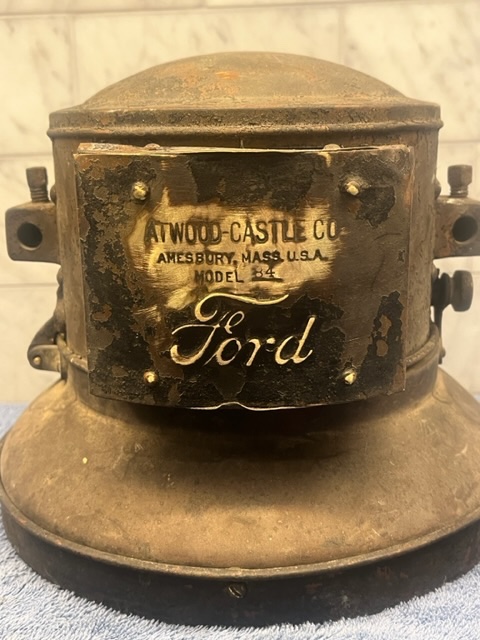 ATWOOD-CASTLE CO
AMESBURY, MASS. U.S.A.
MODEL 84
Ford